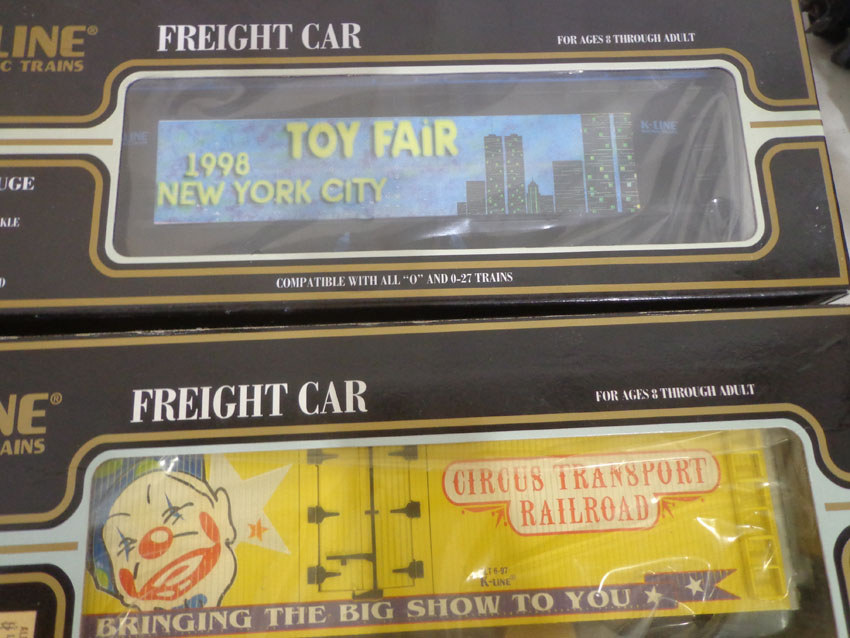 LINE®
C TRAINS
FREIGHT CAR
FOR AGES 8 THROUGH ADULT
UGE
KLE
TOY FAiR
1998
NEW YORK CITY
K-LINE
COMPATIBLE WITH ALL "O" AND 0-27 TRAINS
NE®
AINS
FREIGHT CAR
FOR AGES 8 THROUGH ADULT
CIRCUS TRANSPORT
RAILROAD
K-LINE
BRINGING THE BIG SHOW TO YOU